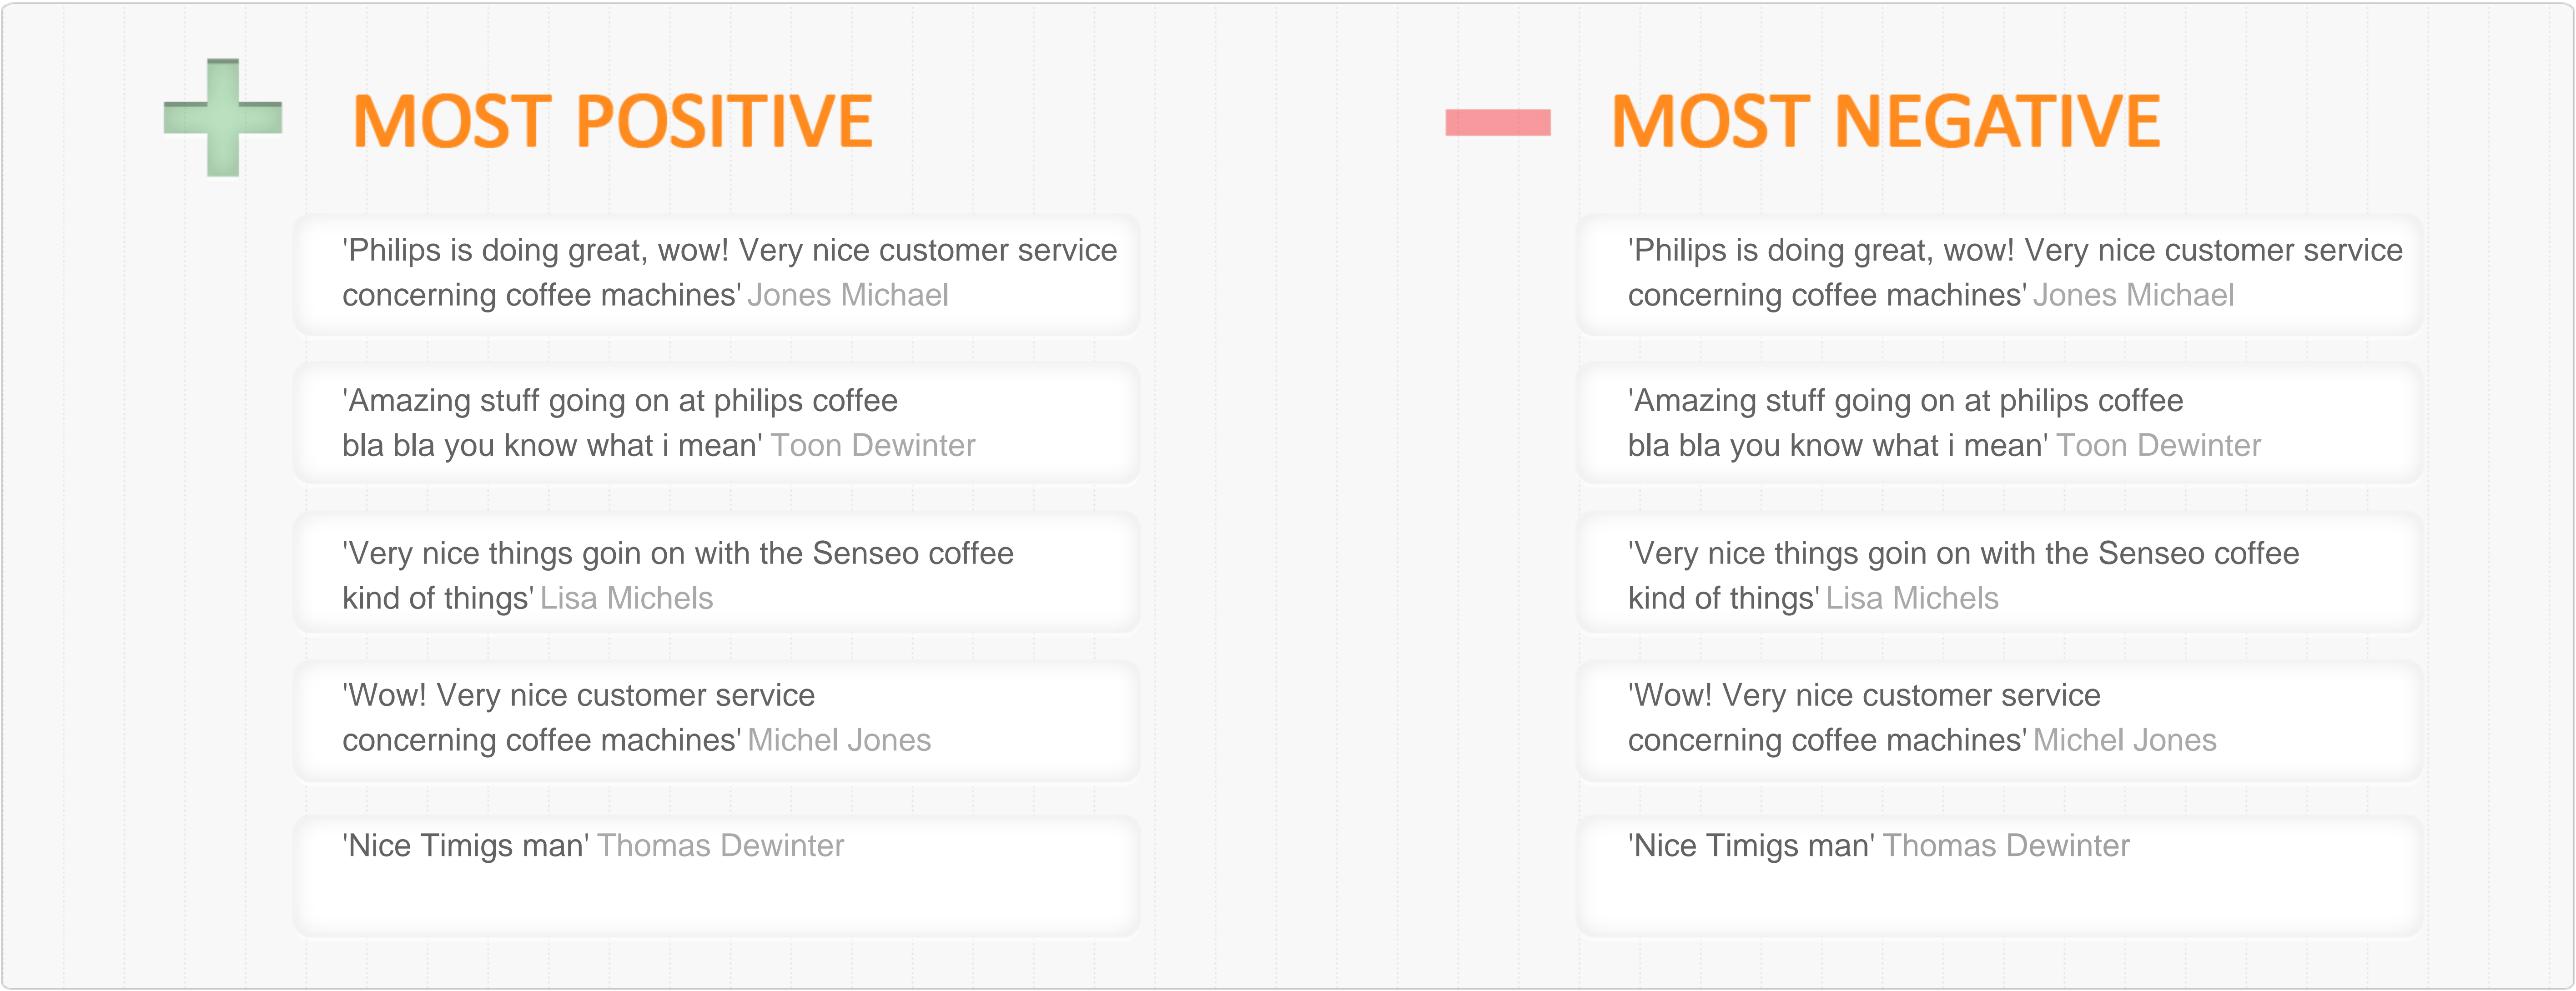 MOST POSITIVE
'Philips is doing great, wow! Very nice customer service
concerning coffee machines' Jones Michael
'Amazing stuff going on at philips coffee
bla bla you know what i mean' Toon Dewinter
'Very nice things goin on with the Senseo coffee
kind of things' Lisa Michels
'Wow! Very nice customer service
concerning coffee machines' Michel Jones
'Nice Timigs man' Thomas Dewinter
MOST NEGATIVE
'Philips is doing great, wow! Very nice customer service
concerning coffee machines' Jones Michael
'Amazing stuff going on at philips coffee
bla bla you know what i mean' Toon Dewinter
'Very nice things goin on with the Senseo coffee
kind of things' Lisa Michels
'Wow! Very nice customer service
concerning coffee machines' Michel Jones
'Nice Timigs man' Thomas Dewinter